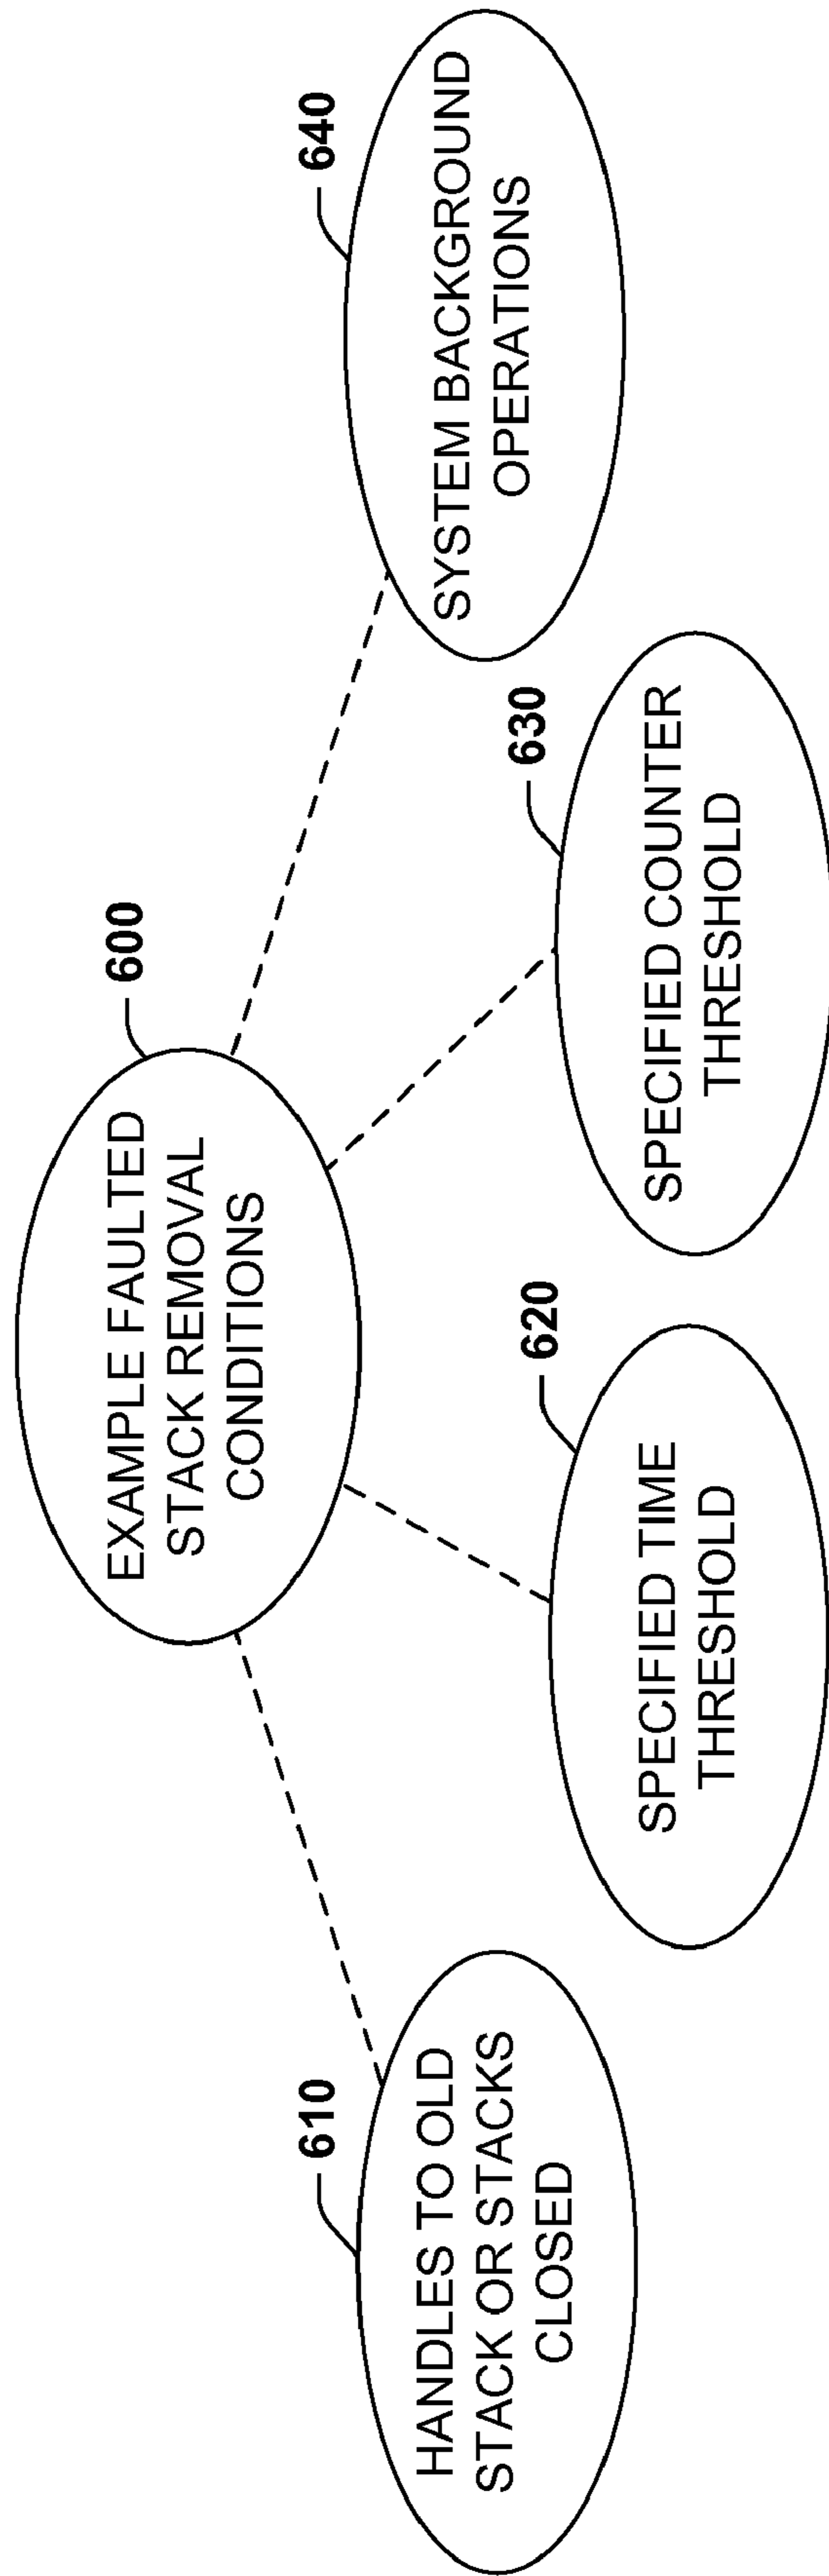 600
EXAMPLE FAULTED
STACK REMOVAL
CONDITIONS
610
HANDLES TO OLD
STACK OR STACKS
CLOSED
620
SPECIFIED TIME
THRESHOLD
630
SPECIFIED COUNTER
THRESHOLD
640
SYSTEM BACKGROUND
OPERATIONS